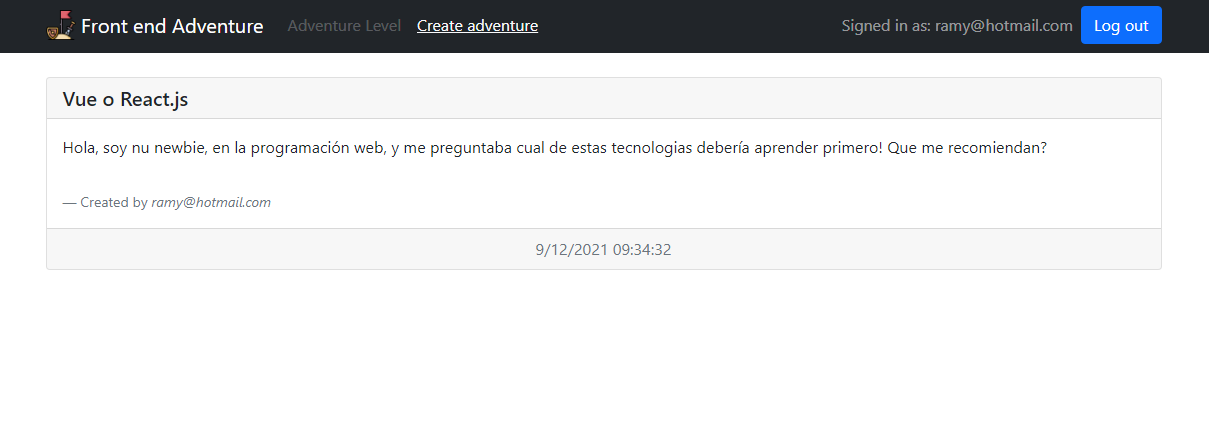 Front end Adventure Adventure Level Create adventure Signed in as: ramy@hotmail.com Log out
Vue o React.js
Hola, soy nu newbie, en la programación web, y me preguntaba cual de estas tecnologias debería aprender primero! Que me recomiendan?
— Created by ramy@hotmail.com
9/12/2021 09:34:32